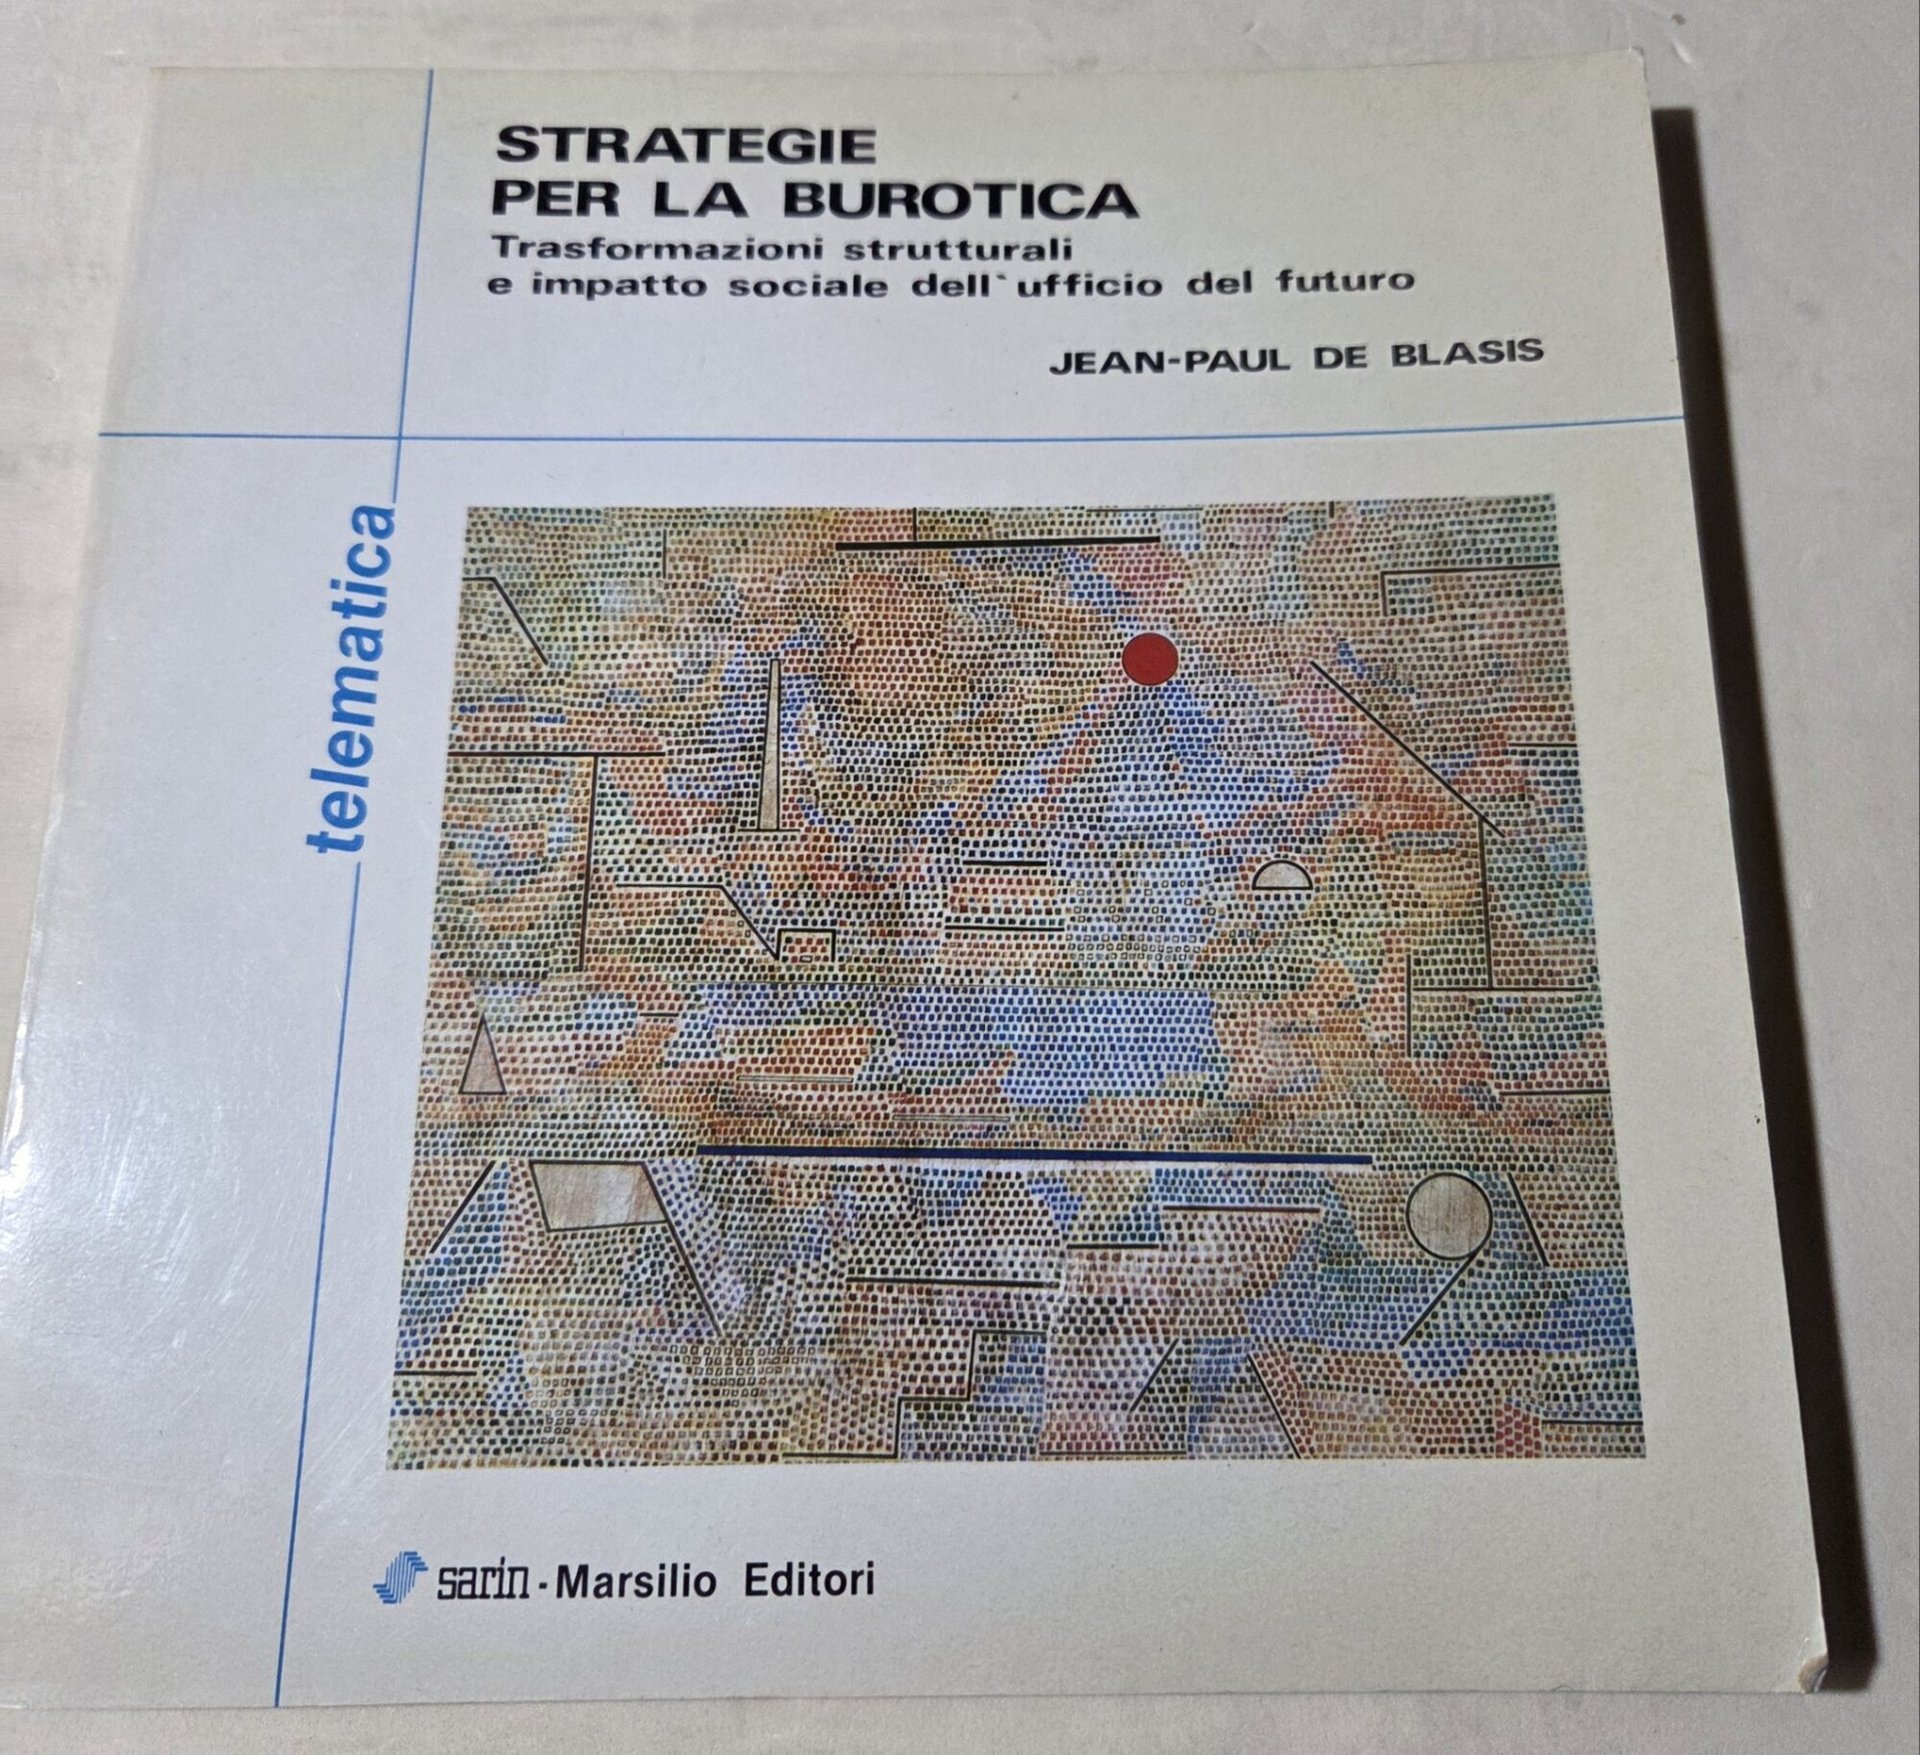 STRATEGIE
PER LA BUROTICA
Trasformazioni strutturali
e impatto sociale dell`ufficio del futuro
JEAN-PAUL DE BLASIS
telematica
sarin - Marsilio Editori